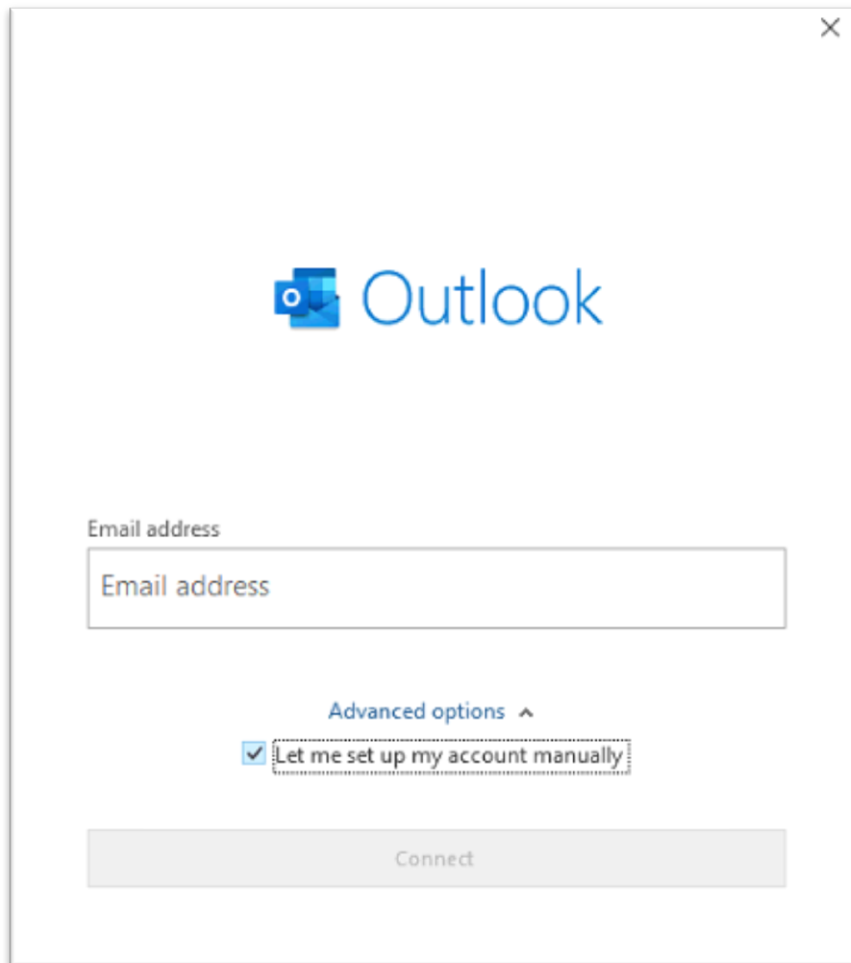 Outlook
Email address
Email address
Advanced options
Let me set up my account manually
Connect